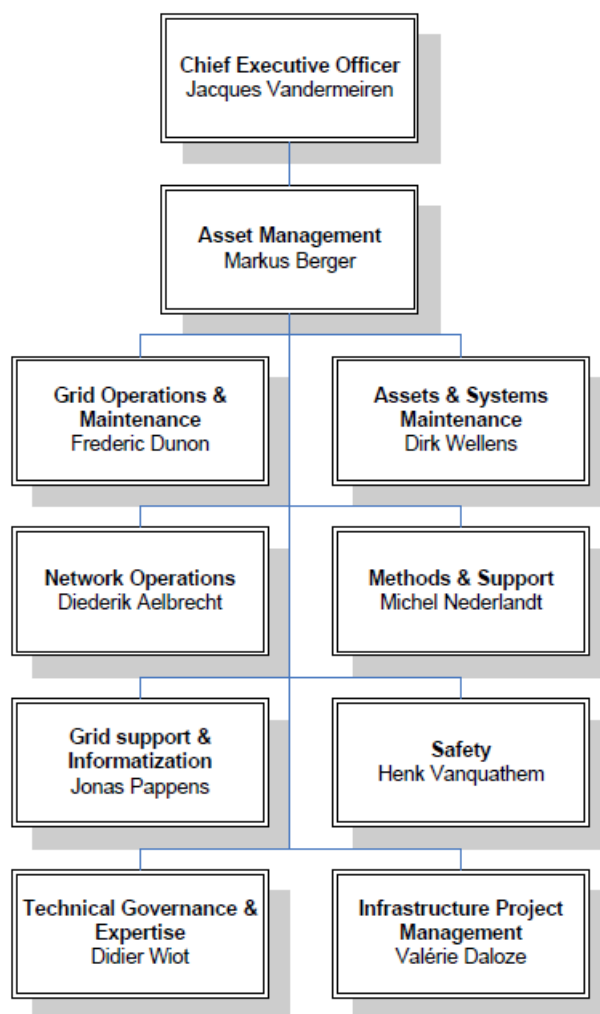 Chief Executive Officer
Jacques Vandermeiren
Asset Management
Markus Berger
Grid Operations &
Maintenance
Frederic Dunon
Assets & Systems
Maintenance
Dirk Wellens
Network Operations
Diederik Aelbrecht
Methods & Support
Michel Nederlandt
Grid support &
Informatization
Jonas Pappens
Safety
Henk Vanquathem
Technical Governance &
Expertise
Didier Wiot
Infrastructure Project
Management
Valérie Daloze